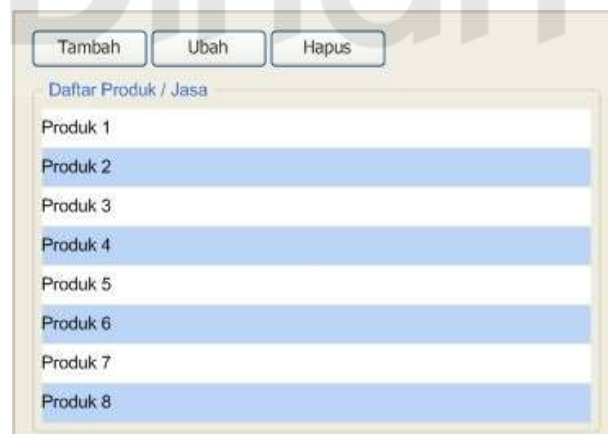 Tambah Ubah Hapus
Daftar Produk / Jasa
Produk 1
Produk 2
Produk 3
Produk 4
Produk 5
Produk 6
Produk 7
Produk 8